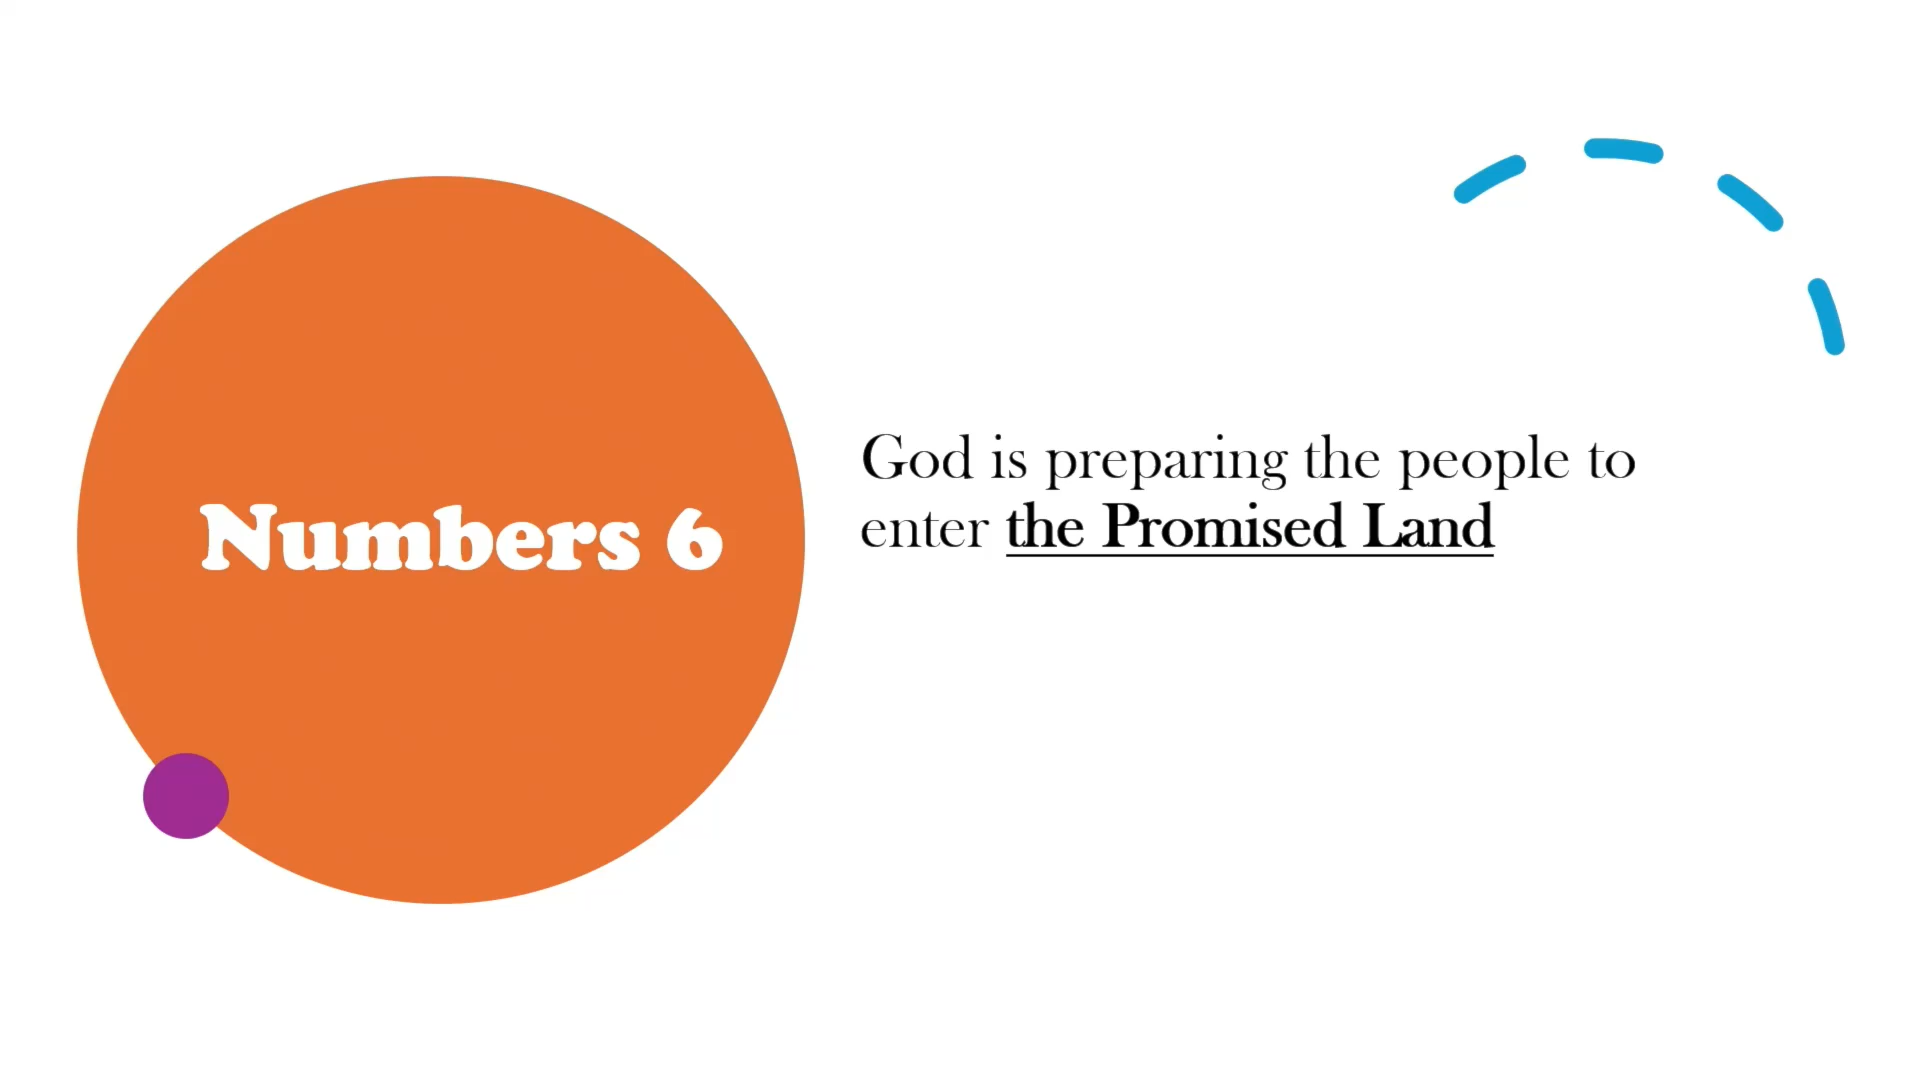 Numbers 6
God is preparing the people to
enter the Promised Land